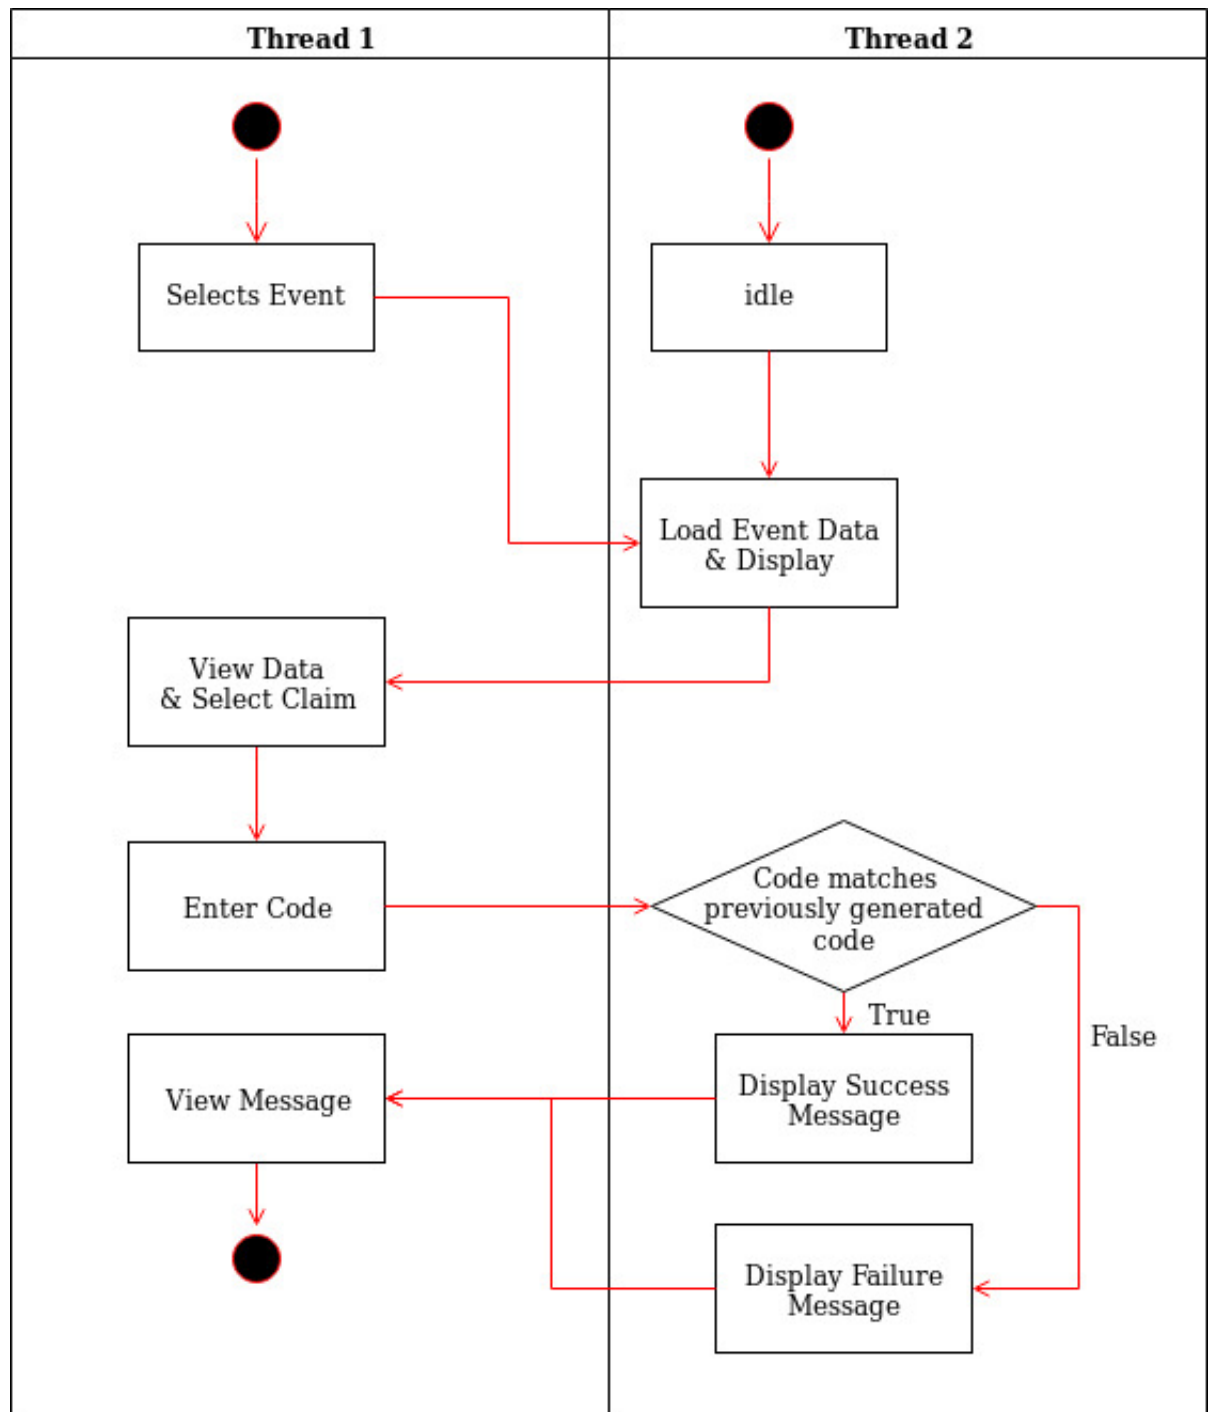 Thread 1
Thread 2
Selects Event
idle
Load Event Data
& Display
View Data
& Select Claim
Enter Code
Code matches
previously generated
code
True
False
View Message
Display Success
Message
Display Failure
Message